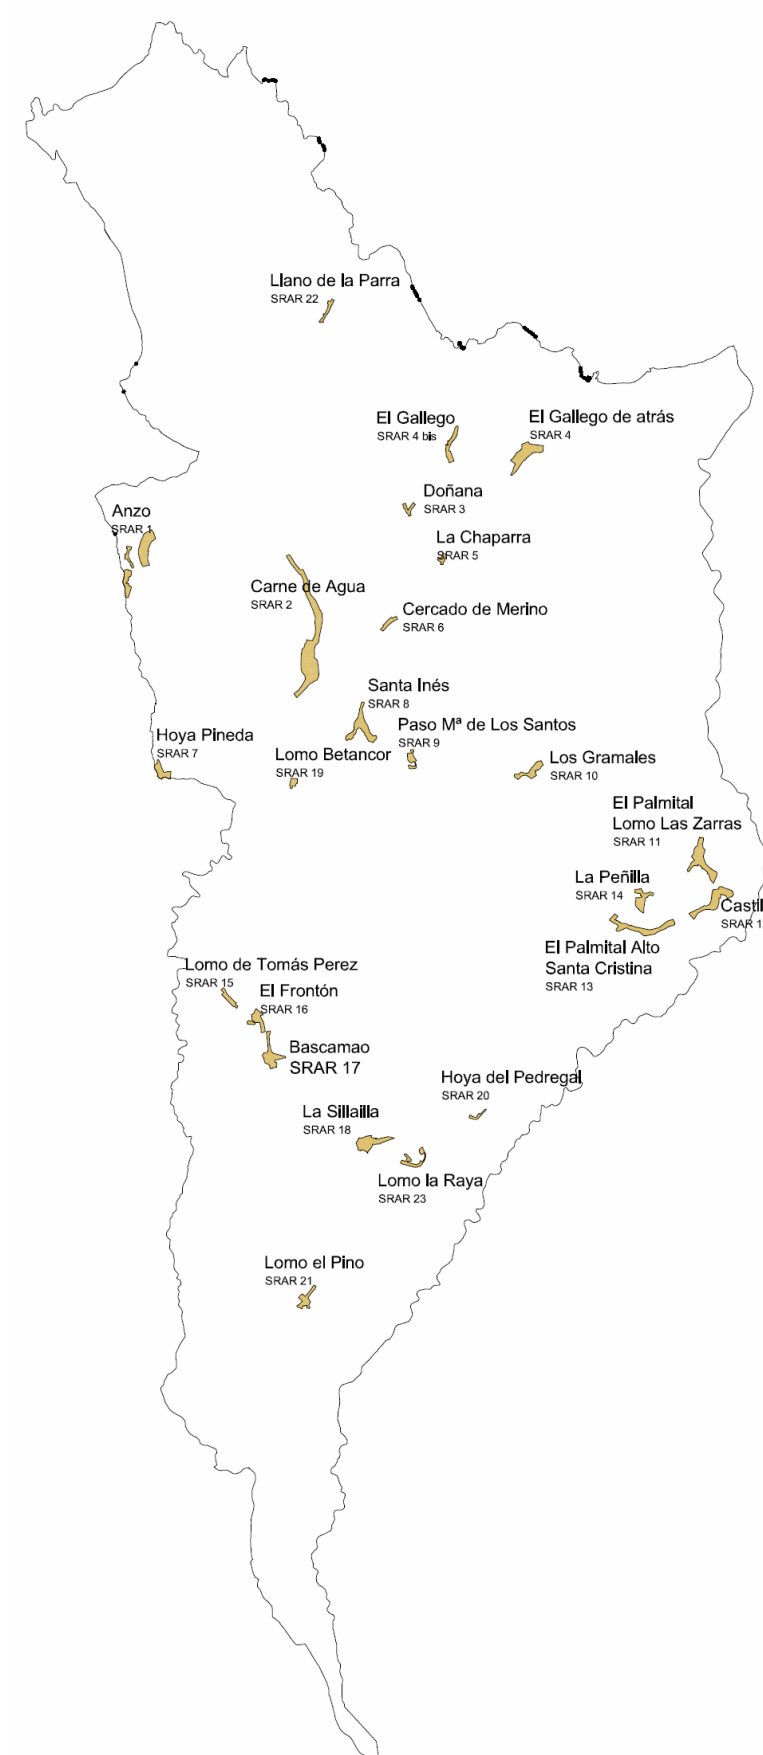 Llano de la Parra
SRAR 22
El Gallego
SRAR 4 bis
El Gallego de atrás
SRAR 4
Doñana
SRAR 3
Anzo
SRAR 1
La Chaparra
SRAR 5
Carne de Agua
SRAR 2
Cercado de Merino
SRAR 6
Santa Inés
SRAR 8
Paso Mª de Los Santos
SRAR 9
Hoya Pineda
SRAR 7
Lomo Betancor
SRAR 19
Los Gramales
SRAR 10
El Palmital
Lomo Las Zarras
SRAR 11
La Peñilla
SRAR 14
Castil
SRAR 1
El Palmital Alto
Santa Cristina
SRAR 13
Lomo de Tomás Perez
SRAR 15
El Frontón
SRAR 16
Bascamao
SRAR 17
Hoya del Pedregal
SRAR 20
La Sillailla
SRAR 18
Lomo la Raya
SRAR 23
Lomo el Pino
SRAR 21